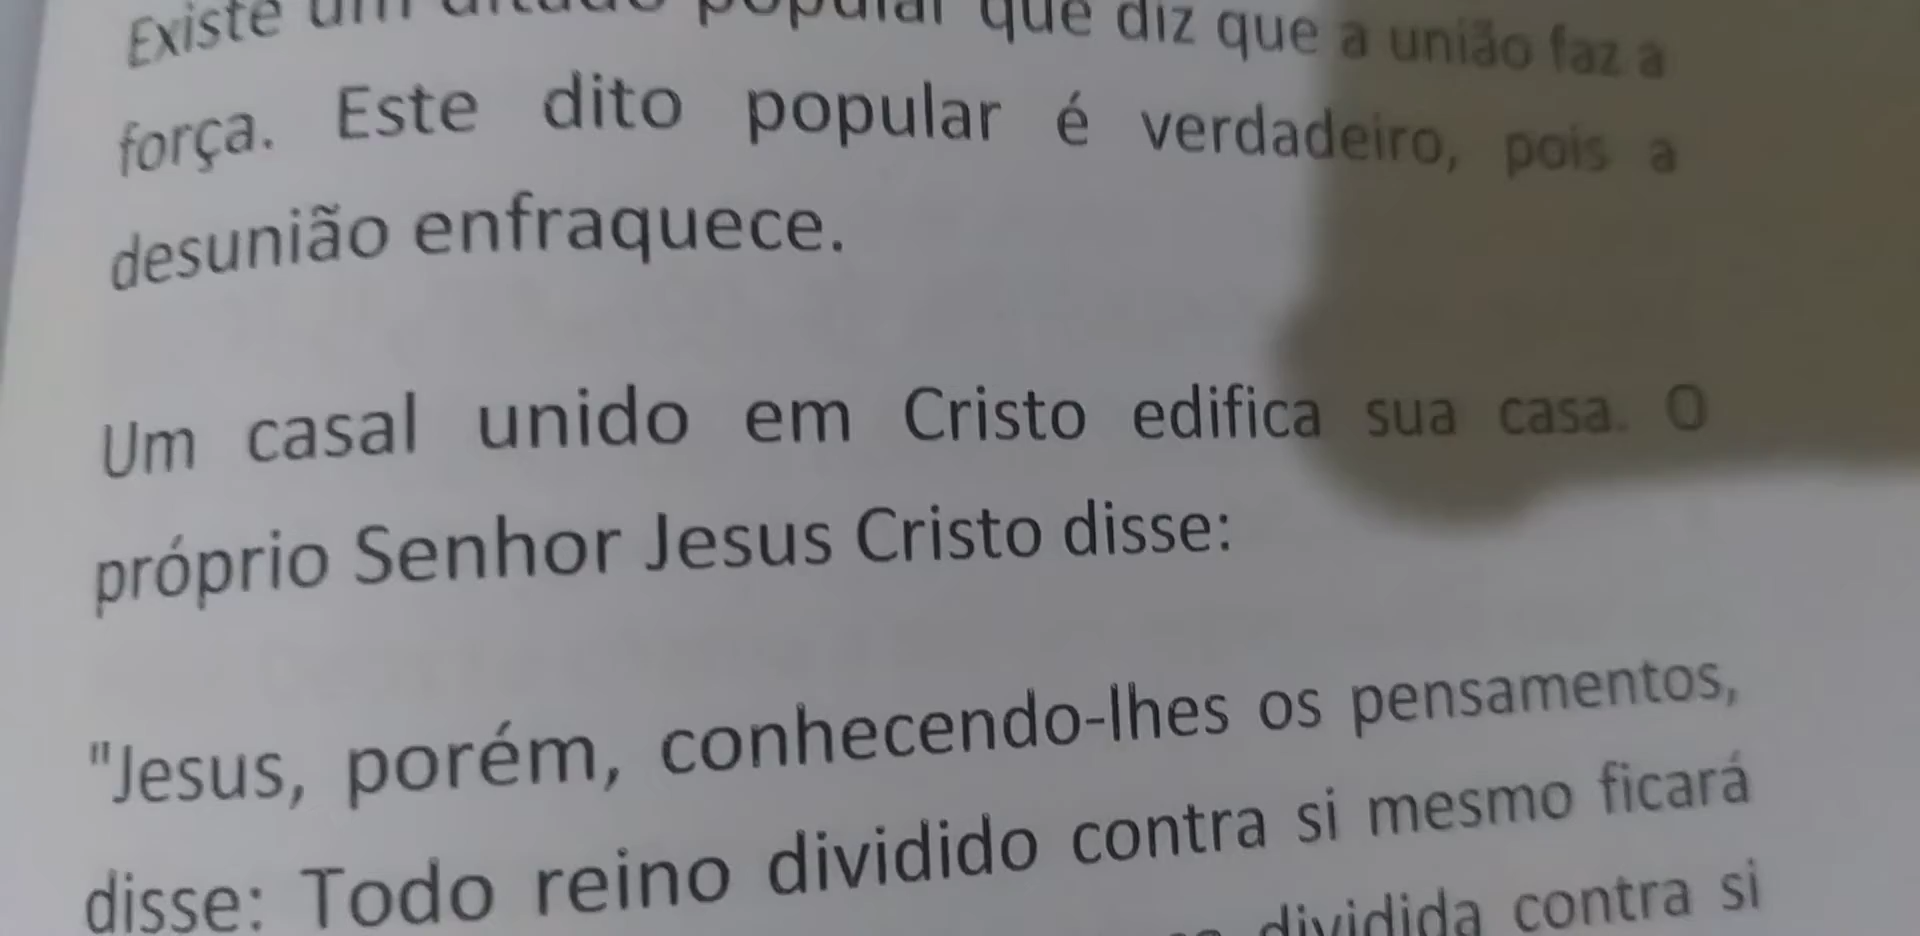 Existe um ditado popular que diz que a união faz a
força. Este dito popular é verdadeiro, pois a
desunião enfraquece.
Um casal unido em Cristo edifica sua casa. O
próprio Senhor Jesus Cristo disse:
"Jesus, porém, conhecendo-lhes os pensamentos,
disse: Todo reino dividido contra si mesmo ficará
dividida contra si